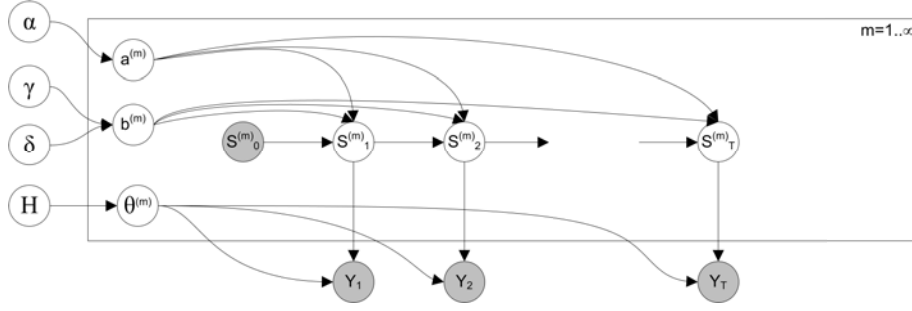 α
m=1..∞
a(m)
γ
b(m)
δ
S(m)0
S(m)1
S(m)2
S(m)T
H
θ(m)
Y1
Y2
YT